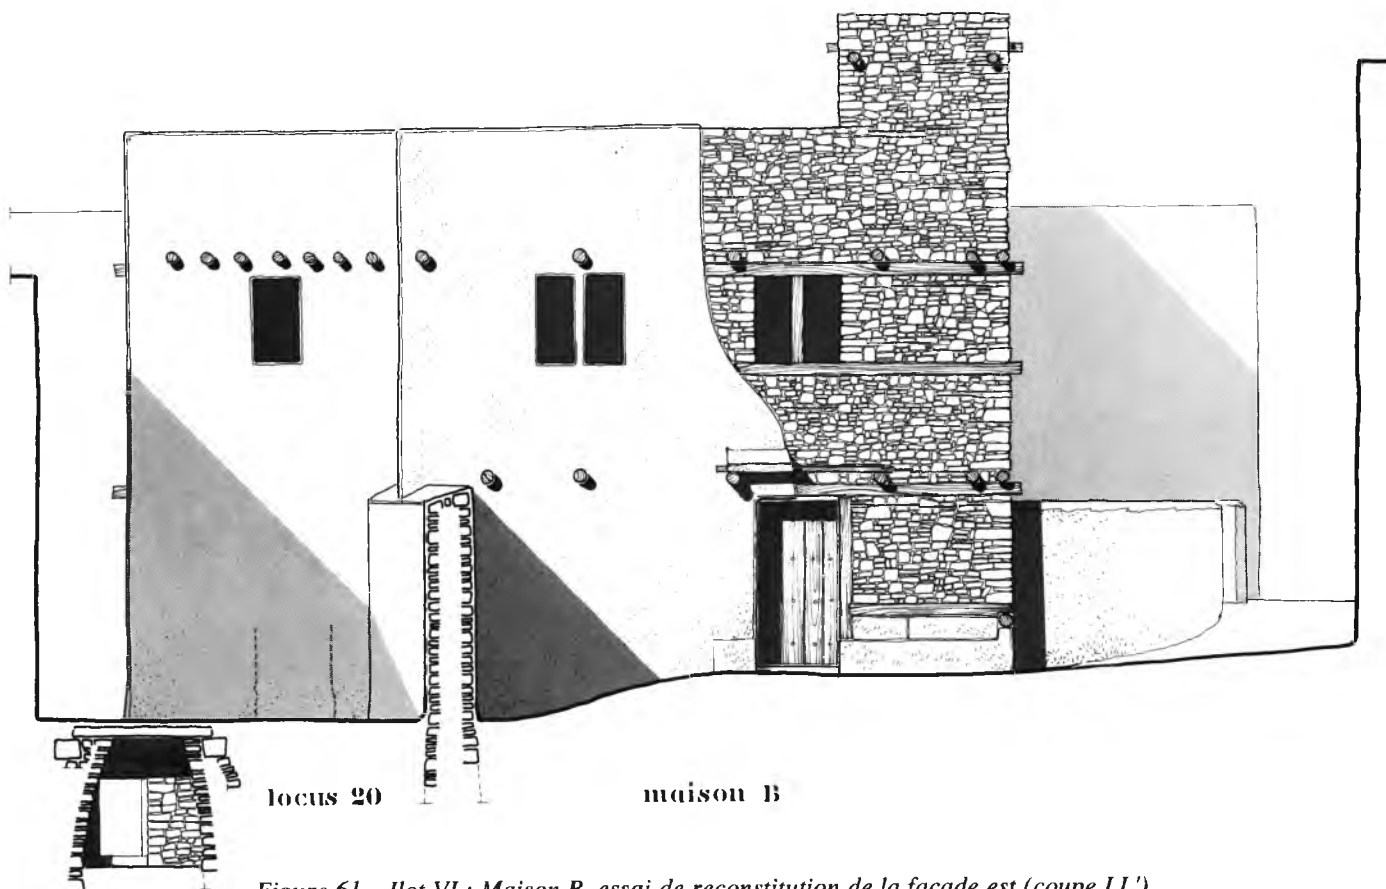 locus 20
maison B
Figure 61 - Ilot VI : Maison B, essai de reconstitution de la façade est (coupe LL')